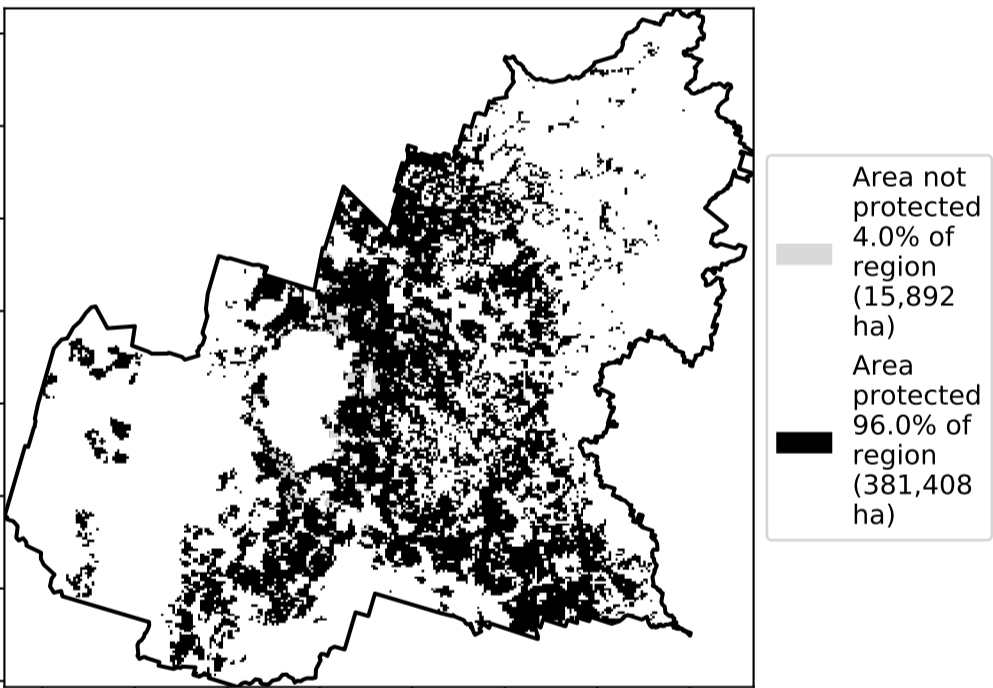 Area not
protected
4.0% of
region
(15,892
ha)
Area
protected
96.0% of
region
(381,408
ha)